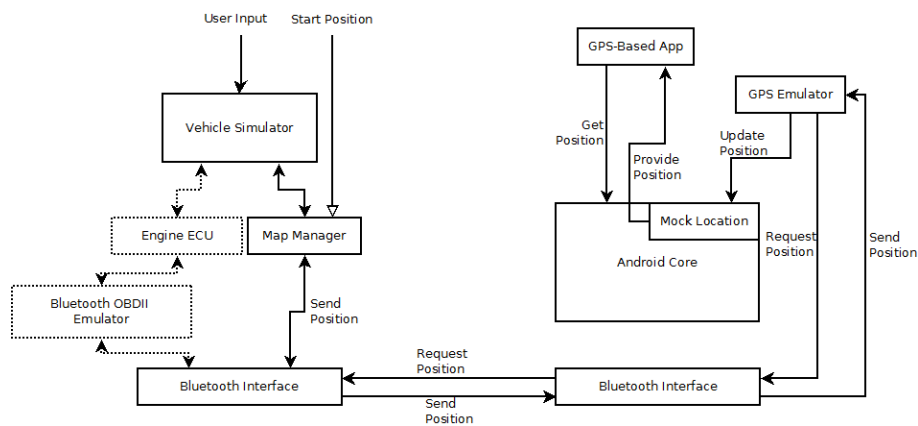 User Input
Start Position
GPS-Based App
GPS Emulator
Vehicle Simulator
Get
Position
Update
Position
Provide
Position
Mock Location
Engine ECU
Map Manager
Android Core
Request
Position
Send
Position
Bluetooth OBDII
Emulator
Send
Position
Request
Position
Bluetooth Interface
Bluetooth Interface
Send
Position